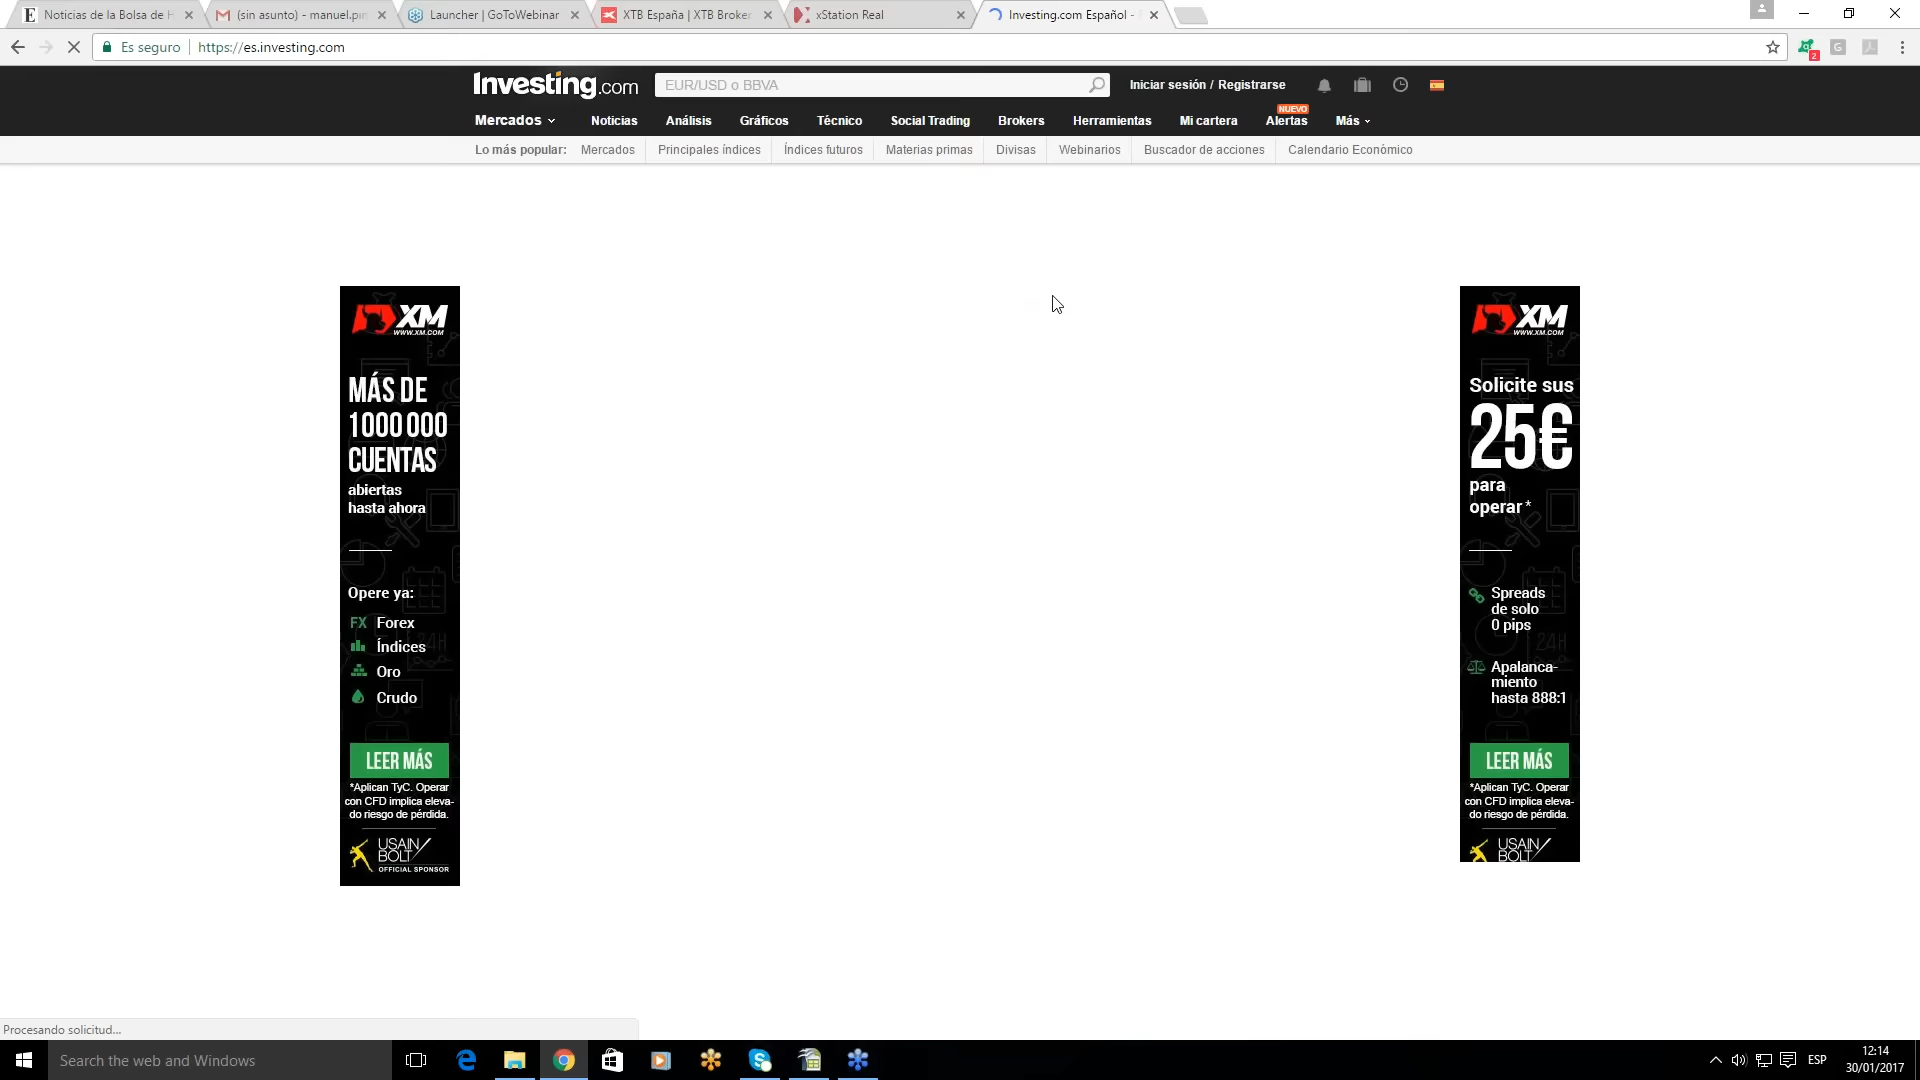 Noticias de la Bolsa de H
(sin asunto) - manuel.pin
Launcher | GoToWebinar
XTB España | XTB Broker
xStation Real
Investing.com Español -
Es seguro
https://es.investing.com
2
Investing.com
EUR/USD o BBVA
Iniciar sesión / Registrarse
NUEVO
Mercados
Noticias
Análisis
Gráficos
Técnico
Social Trading
Brokers
Herramientas
Mi cartera
Alertas
Más
Lo más popular:
Mercados
Principales índices
Índices futuros
Materias primas
Divisas
Webinarios
Buscador de acciones
Calendario Económico
XM
WWW.XM.COM
MÁS DE
1000 000
CUENTAS
abiertas
hasta ahora
Opere ya:
FX Forex
Índices
Oro
Crudo
LEER MÁS
*Aplican TyC. Operar
con CFD implica eleva-
do riesgo de pérdida.
USAIN
BOLT
OFFICIAL SPONSOR
XM
WWW.XM.COM
Solicite sus
25€
para
operar*
Spreads
de solo
0 pips
Apalanca-
miento
hasta 888:1
LEER MÁS
*Aplican TyC. Operar
con CFD implica eleva-
do riesgo de pérdida.
USAIN
BOLT
Procesando solicitud...
Search the web and Windows
ESP
12:14
30/01/2017